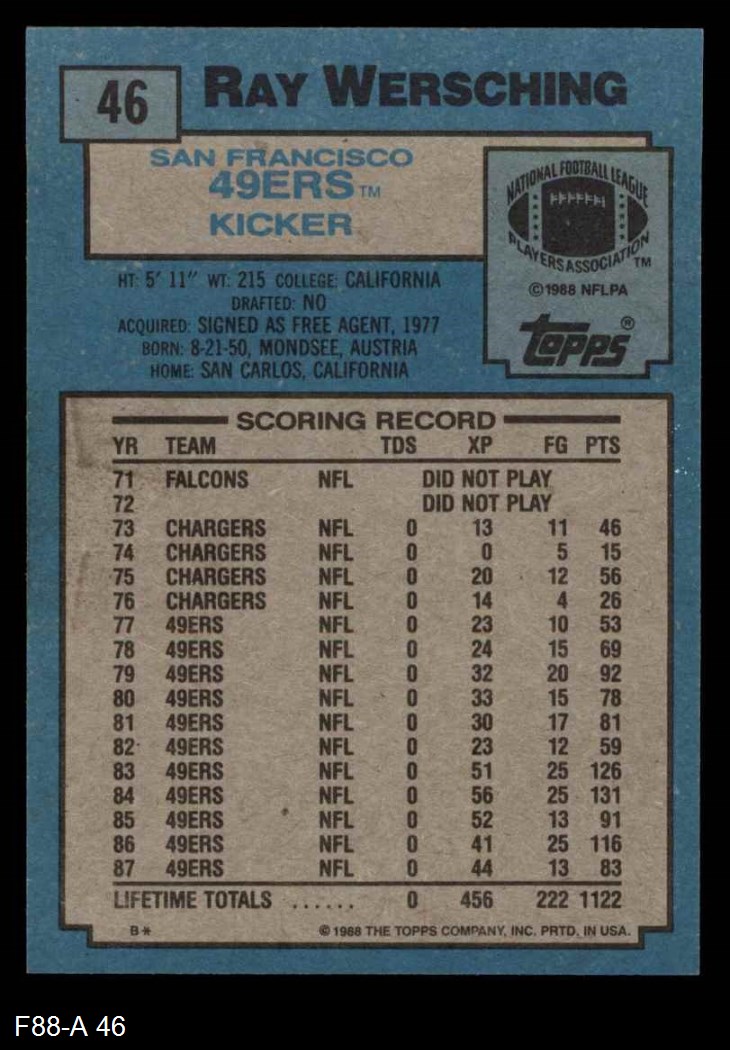 46
RAY WERSCHING
SAN FRANCISCO
49ERS™
KICKER
NATIONAL FOOTBALL LEAGUE
PLAYERS ASSOCIATION™
©1988 NFLPA
topps®
HT: 5' 11" WT: 215 COLLEGE: CALIFORNIA
DRAFTED: NO
ACQUIRED: SIGNED AS FREE AGENT, 1977
BORN: 8-21-50, MONDSEE, AUSTRIA
HOME: SAN CARLOS, CALIFORNIA
SCORING RECORD
YR TEAM TDS XP FG PTS
71 FALCONS NFL DID NOT PLAY
72 DID NOT PLAY
73 CHARGERS NFL 0 13 11 46
74 CHARGERS NFL 0 0 5 15
75 CHARGERS NFL 0 20 12 56
76 CHARGERS NFL 0 14 4 26
77 49ERS NFL 0 23 10 53
78 49ERS NFL 0 24 15 69
79 49ERS NFL 0 32 20 92
80 49ERS NFL 0 33 15 78
81 49ERS NFL 0 30 17 81
82 49ERS NFL 0 23 12 59
83 49ERS NFL 0 51 25 126
84 49ERS NFL 0 56 25 131
85 49ERS NFL 0 52 13 91
86 49ERS NFL 0 41 25 116
87 49ERS NFL 0 44 13 83
LIFETIME TOTALS ...... 0 456 222 1122
B* ©1988 THE TOPPS COMPANY, INC. PRTD. IN USA.
F88-A 46